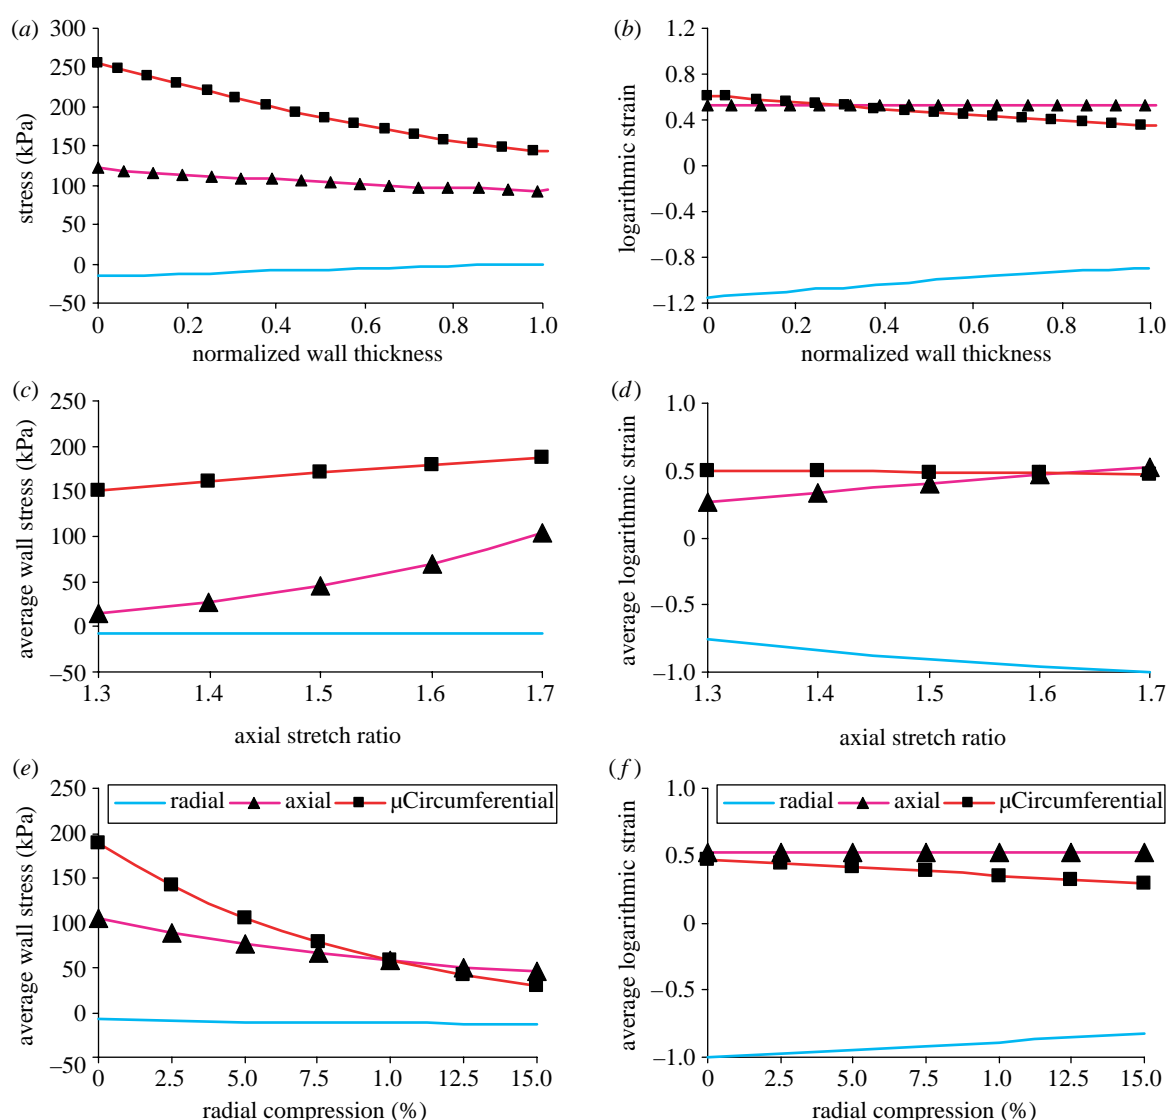 (a)
300
250
200
150
100
50
0
–50
stress (kPa)
0 0.2 0.4 0.6 0.8 1.0
normalized wall thickness
(b)
1.2
0.8
0.4
0
–0.4
–0.8
–1.2
logarithmic strain
0 0.2 0.4 0.6 0.8 1.0
normalized wall thickness
(c)
250
200
150
100
50
0
–50
average wall stress (kPa)
1.3 1.4 1.5 1.6 1.7
axial stretch ratio
(d)
1.0
0.5
0
–0.5
–1.0
average logarithmic strain
1.3 1.4 1.5 1.6 1.7
axial stretch ratio
(e)
250
200
150
100
50
0
–50
average wall stress (kPa)
radial axial μCircumferential
0 2.5 5.0 7.5 1.0 12.5 15.0
radial compression (%)
(f)
1.0
0.5
0
–0.5
–1.0
average logarithmic strain
radial axial μCircumferential
0 2.5 5.0 7.5 1.0 12.5 15.0
radial compression (%)